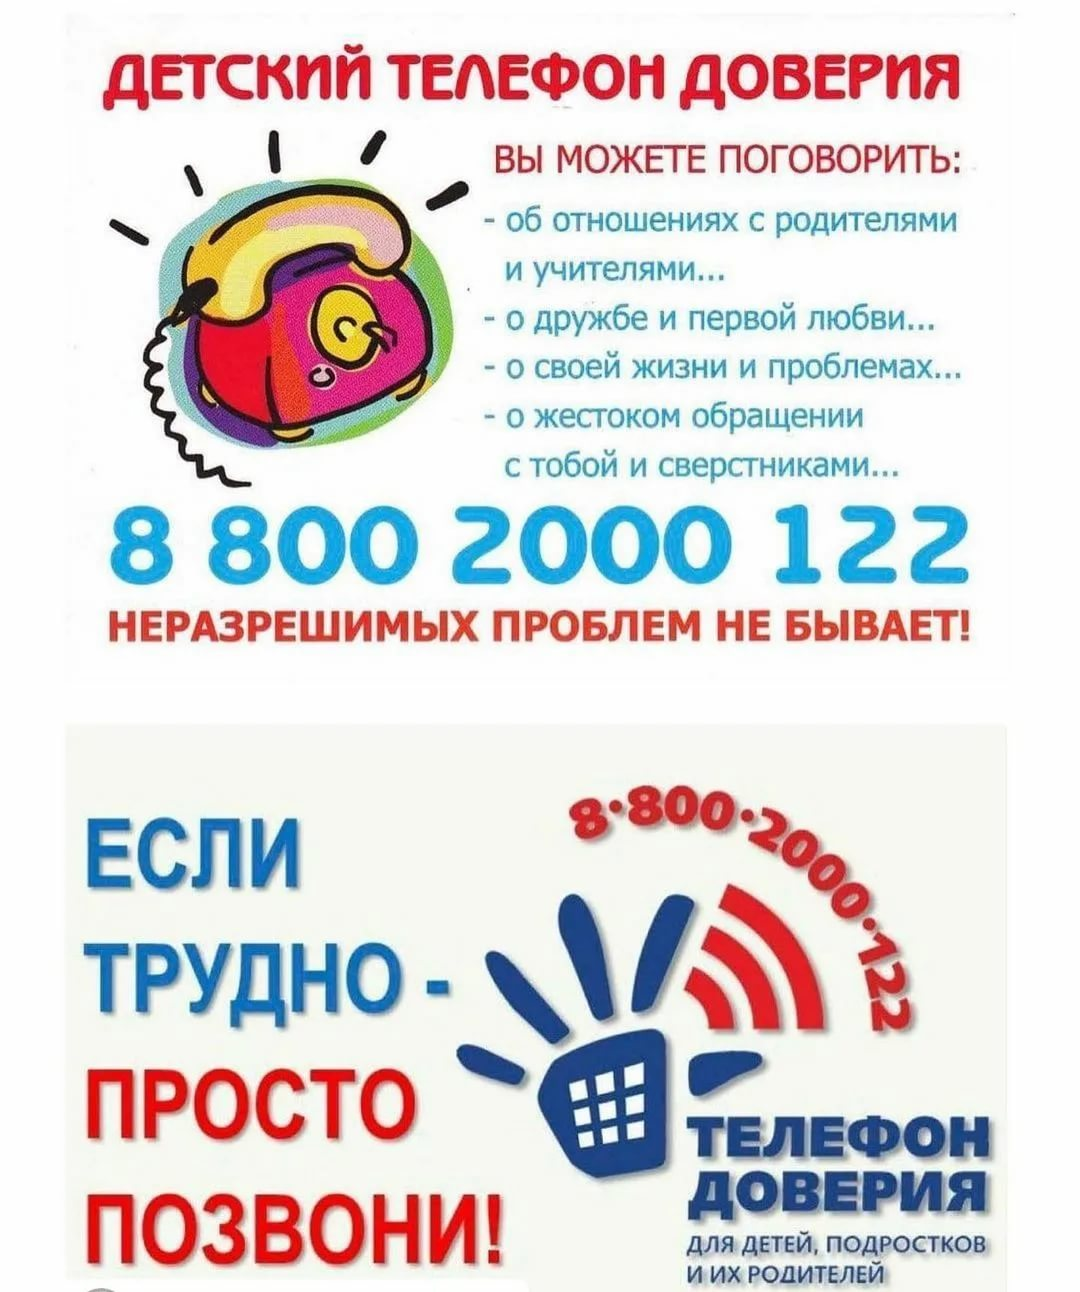 ДЕТСКИЙ ТЕЛЕФОН ДОВЕРИЯ
ВЫ МОЖЕТЕ ПОГОВОРИТЬ:
- об отношениях с родителями
и учителями...
- о дружбе и первой любви...
- о своей жизни и проблемах...
- о жестоком обращении
с тобой и сверстниками...
8 800 2000 122
НЕРАЗРЕШИМЫХ ПРОБЛЕМ НЕ БЫВАЕТ!
8·800·2000·122
ЕСЛИ
ТРУДНО -
ПРОСТО
ПОЗВОНИ!
ТЕЛЕФОН
ДОВЕРИЯ
ДЛЯ ДЕТЕЙ, ПОДРОСТКОВ
И ИХ РОДИТЕЛЕЙ